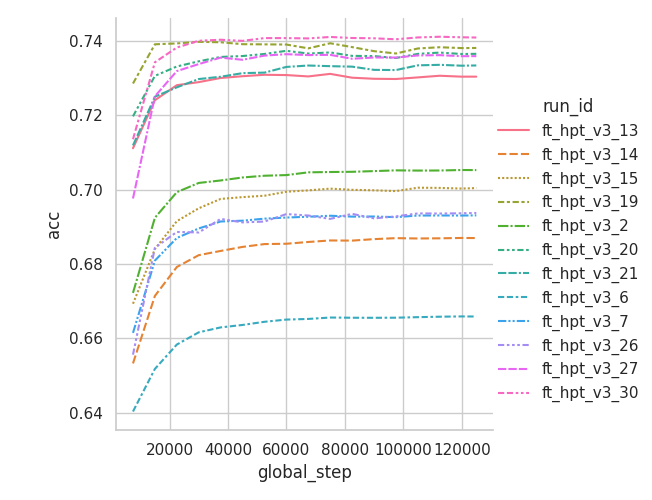 0.74
0.72
0.70
0.68
0.66
0.64
acc
20000 40000 60000 80000 100000 120000
global_step
run_id
ft_hpt_v3_13
ft_hpt_v3_14
ft_hpt_v3_15
ft_hpt_v3_19
ft_hpt_v3_2
ft_hpt_v3_20
ft_hpt_v3_21
ft_hpt_v3_6
ft_hpt_v3_7
ft_hpt_v3_26
ft_hpt_v3_27
ft_hpt_v3_30